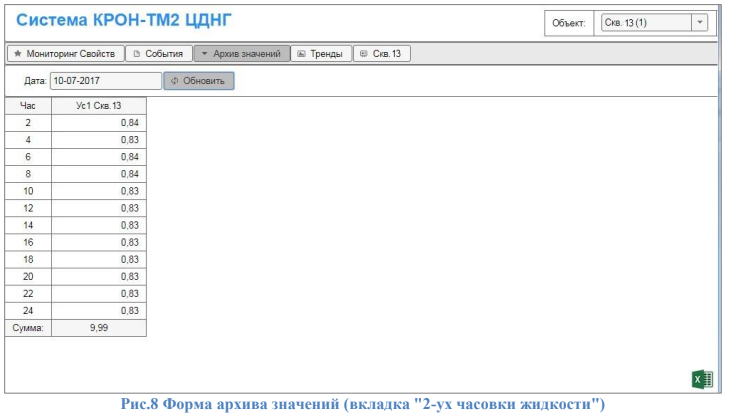 Система КРОН-ТМ2 ЦДНГ
Объект: Скв. 13 (1)
Мониторинг Свойств События Архив значений Тренды Скв. 13
Дата: 10-07-2017 Обновить
Час Ус1 Скв. 13
2 0,84
4 0,83
6 0,84
8 0,84
10 0,83
12 0,83
14 0,83
16 0,83
18 0,83
20 0,83
22 0,83
24 0,83
Сумма: 9,99
Рис.8 Форма архива значений (вкладка "2-ух часовки жидкости")